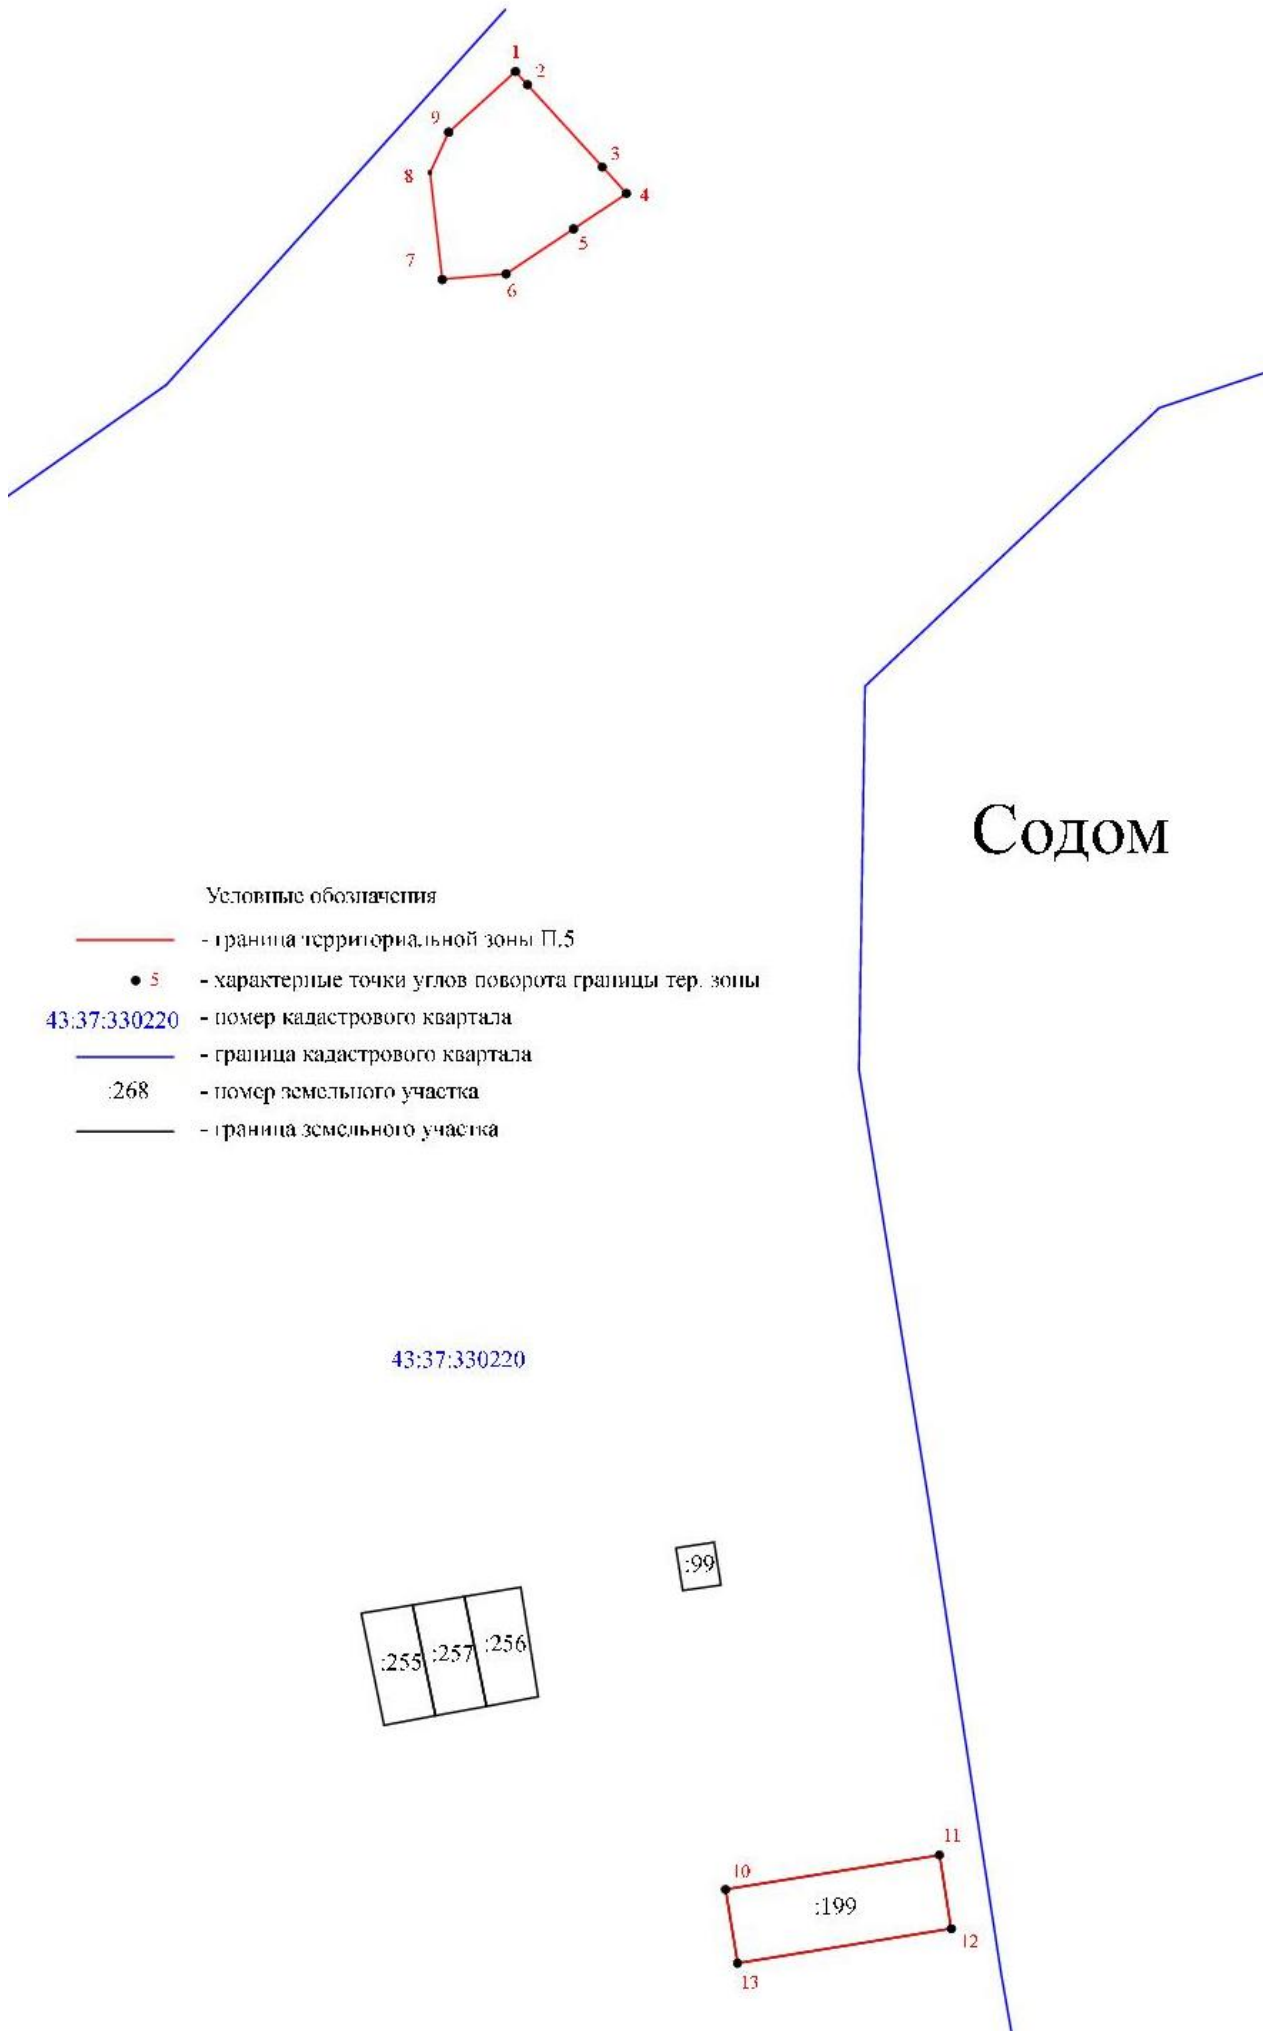 1
2
9
3
8
4
5
7
6
Содом
Условные обозначения
- граница территориальной зоны П.5
5 - характерные точки углов поворота границы тер. зоны
43:37:330220 - номер кадастрового квартала
- граница кадастрового квартала
:268 - номер земельного участка
- граница земельного участка
43:37:330220
:99
:255 :257 :256
11
10
:199
12
13